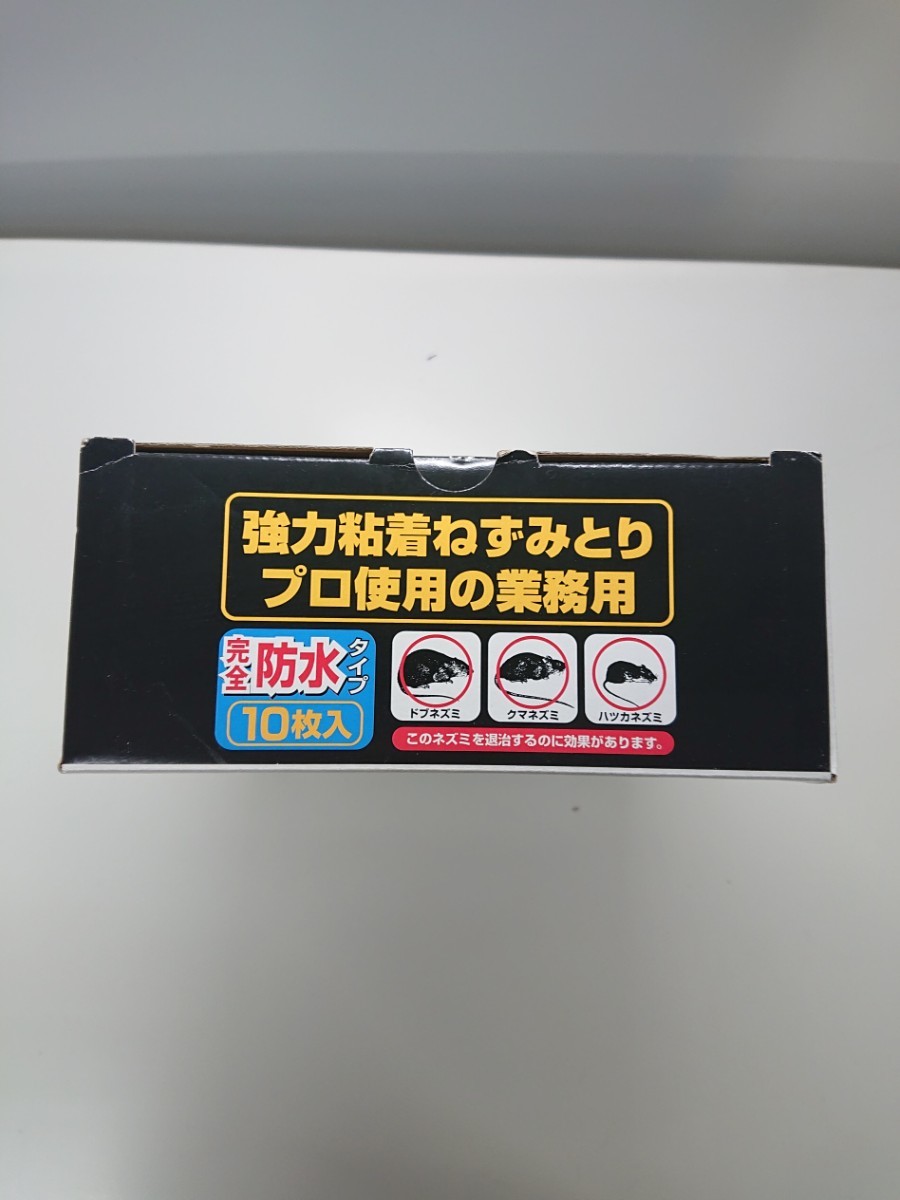 強力粘着ねずみとり
プロ使用の業務用
完全
防水
タイプ
10枚入
ドブネズミ
クマネズミ
ハツカネズミ
このネズミを退治するのに効果があります。